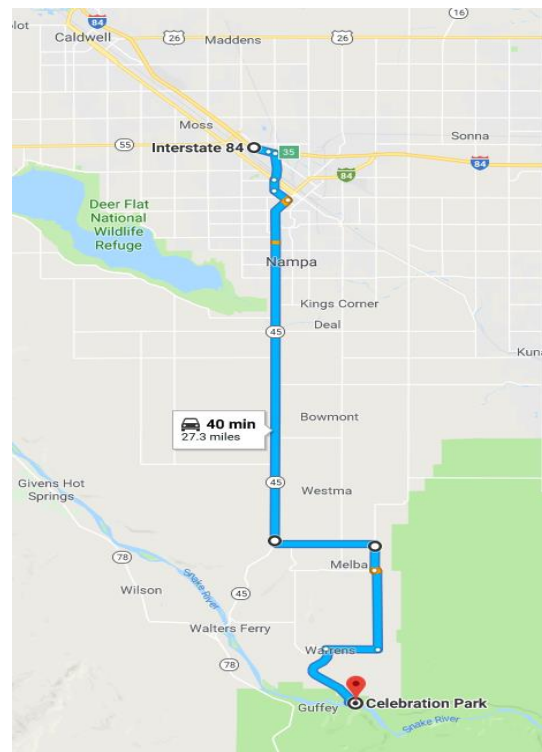 16
lot
84
Caldwell
26
Maddens
26
Moss
55
Interstate 84
35
Sonna
84
84
Deer Flat
National
Wildlife
Refuge
Nampa
Kings Corner
45
Deal
Kuna
40 min
27.3 miles
Bowmont
45
Westma
Givens Hot
Springs
78
Melba
Wilson
45
Snake River
Walters Ferry
Warrens
78
Guffey
Celebration Park
Snake River